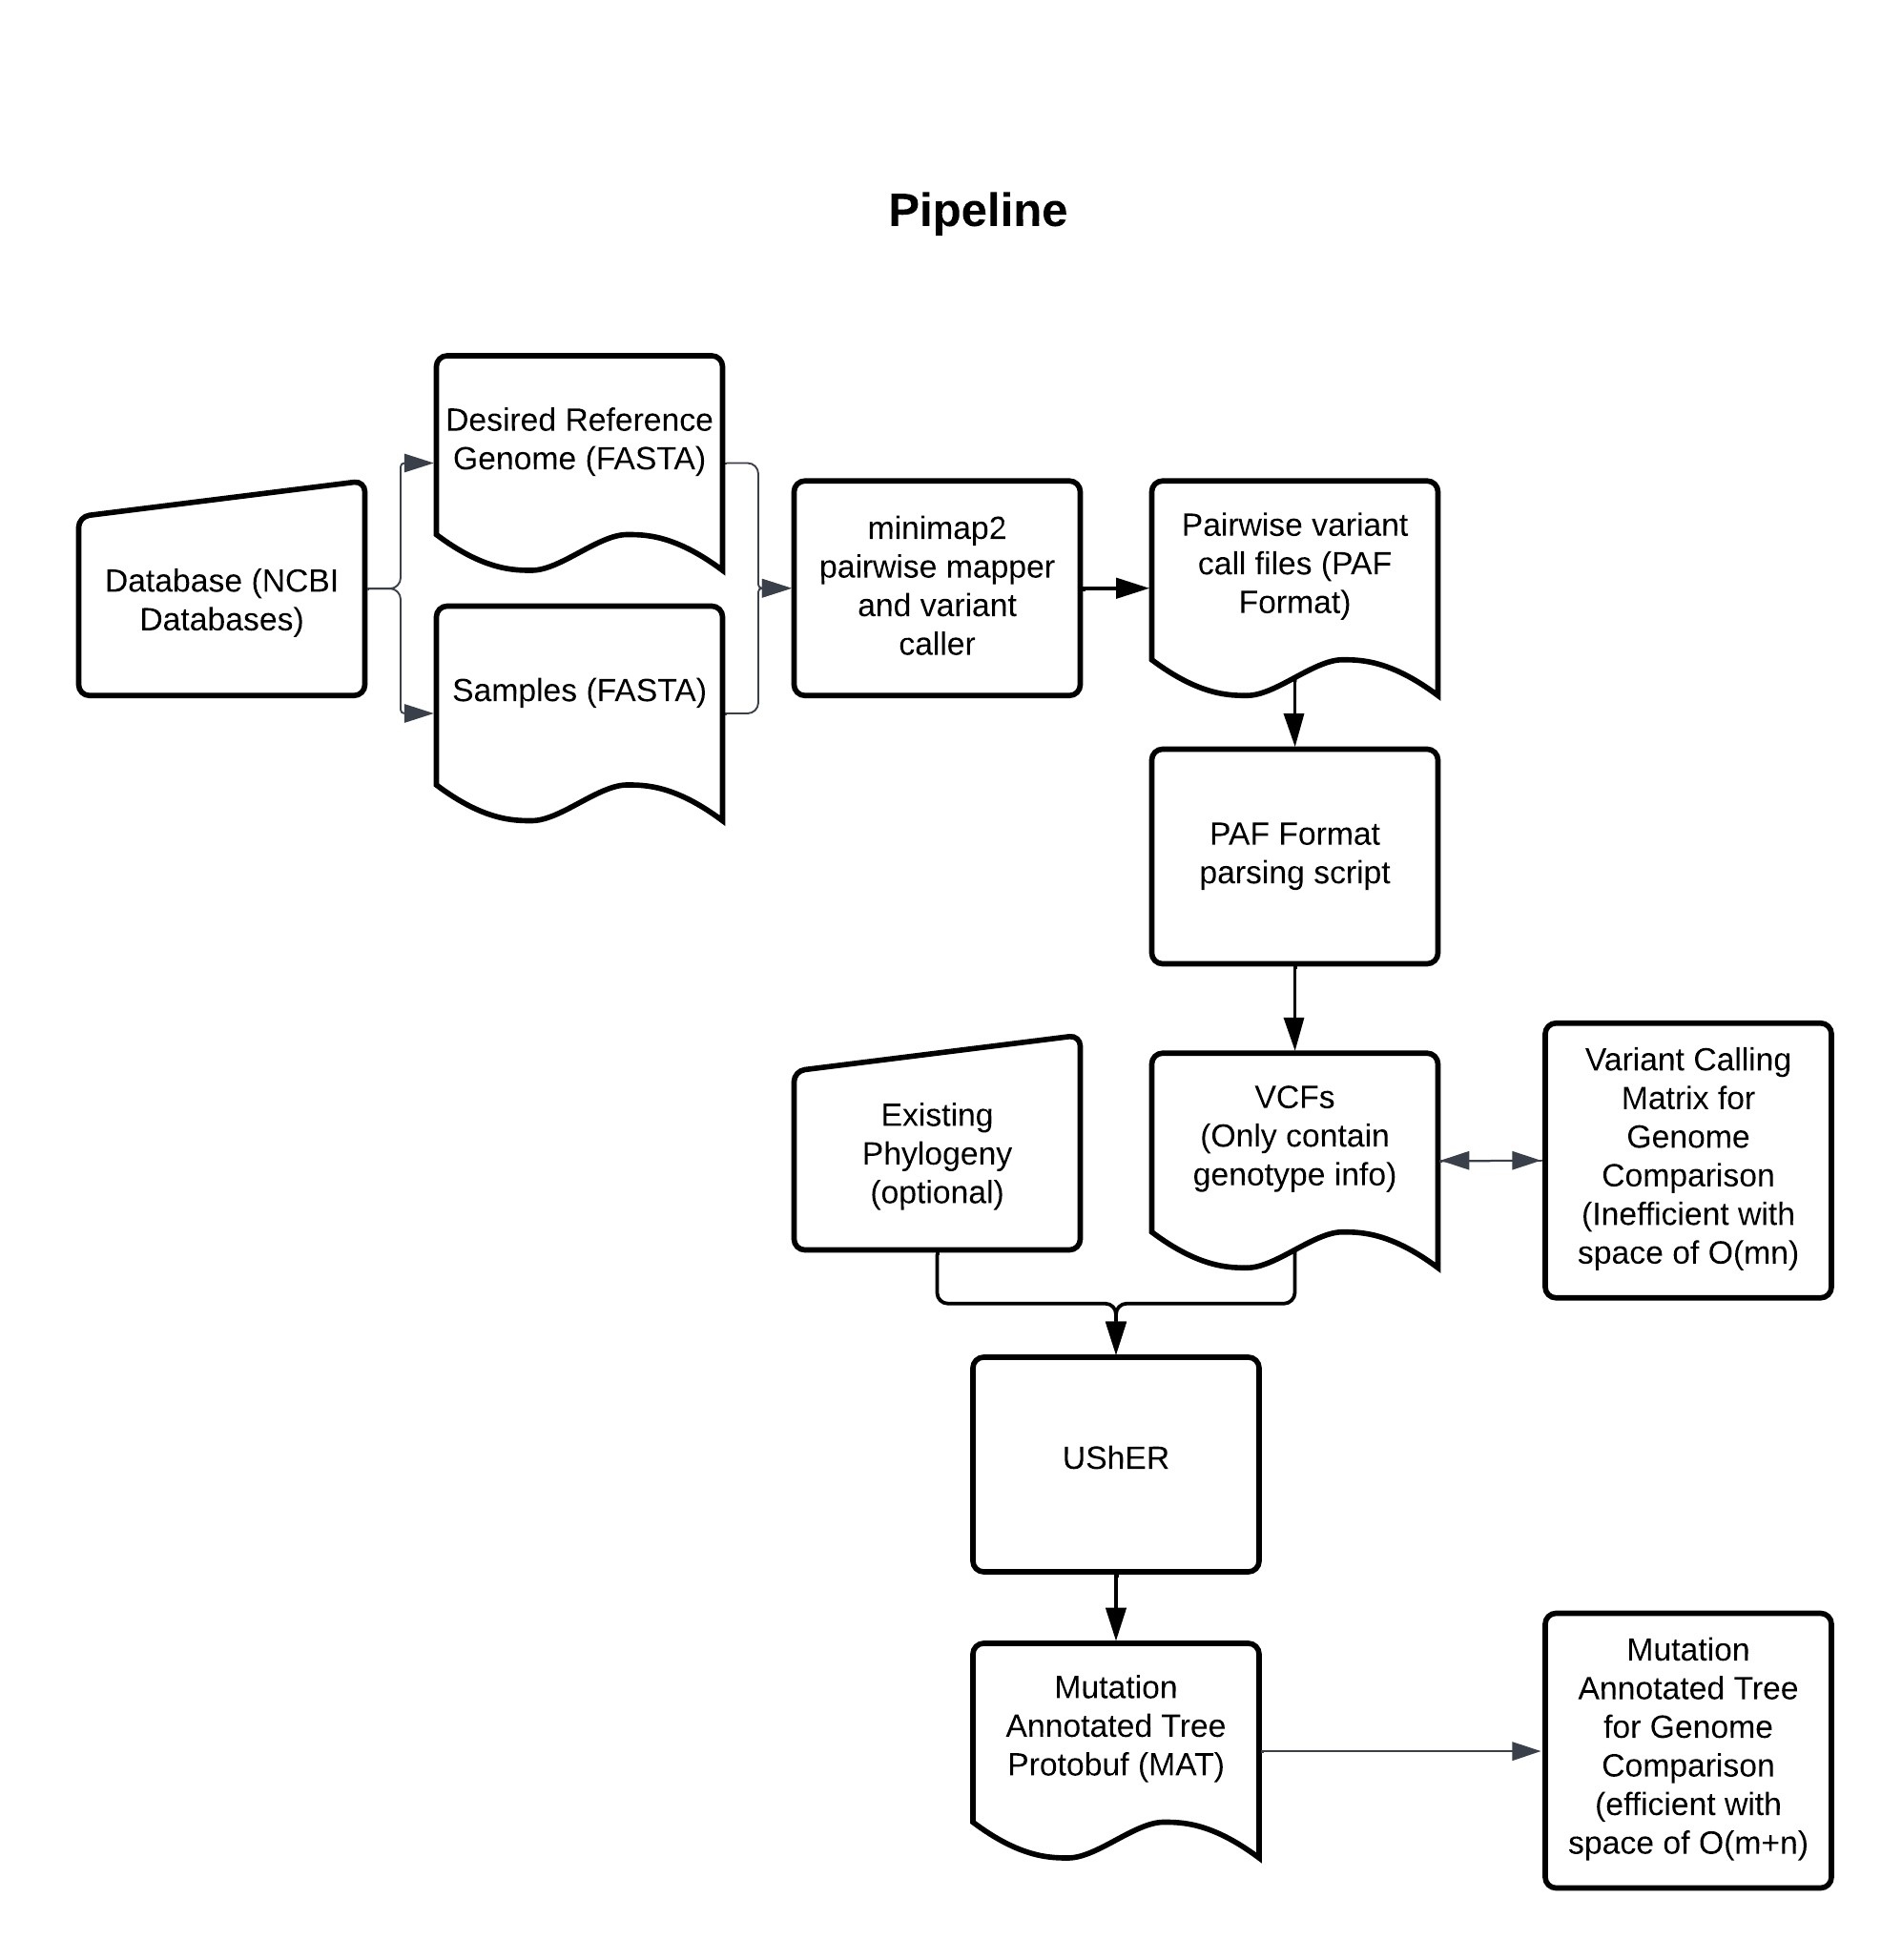 Pipeline
Desired Reference
Genome (FASTA)
Database (NCBI
Databases)
Samples (FASTA)
minimap2
pairwise mapper
and variant
caller
Pairwise variant
call files (PAF
Format)
PAF Format
parsing script
Existing
Phylogeny
(optional)
VCFs
(Only contain
genotype info)
Variant Calling
Matrix for
Genome
Comparison
(Inefficient with
space of O(mn)
UShER
Mutation
Annotated Tree
Protobuf (MAT)
Mutation
Annotated Tree
for Genome
Comparison
(efficient with
space of O(m+n)